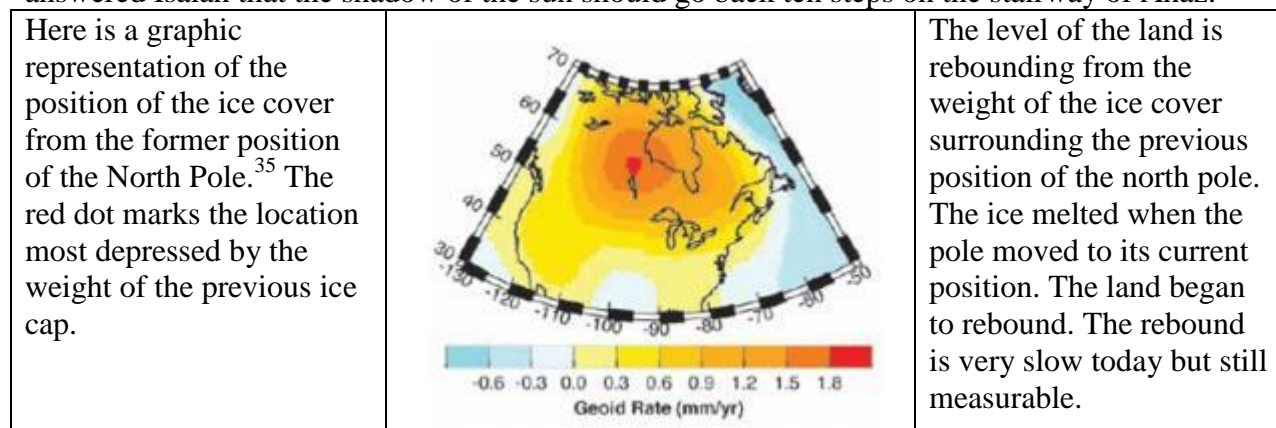 answered Isaiah that the shadow of the sun should go back ten steps on the stairway of Ahaz.
Here is a graphic
representation of the
position of the ice cover
from the former position
of the North Pole.35 The
red dot marks the location
most depressed by the
weight of the previous ice
cap.
70
60
50
40
30
-130
-120
-110
-100
-90
-80
-70
-60
-50
-0.6 -0.3 0.0 0.3 0.6 0.9 1.2 1.5 1.8
Geoid Rate (mm/yr)
The level of the land is
rebounding from the
weight of the ice cover
surrounding the previous
position of the north pole.
The ice melted when the
pole moved to its current
position. The land began
to rebound. The rebound
is very slow today but still
measurable.